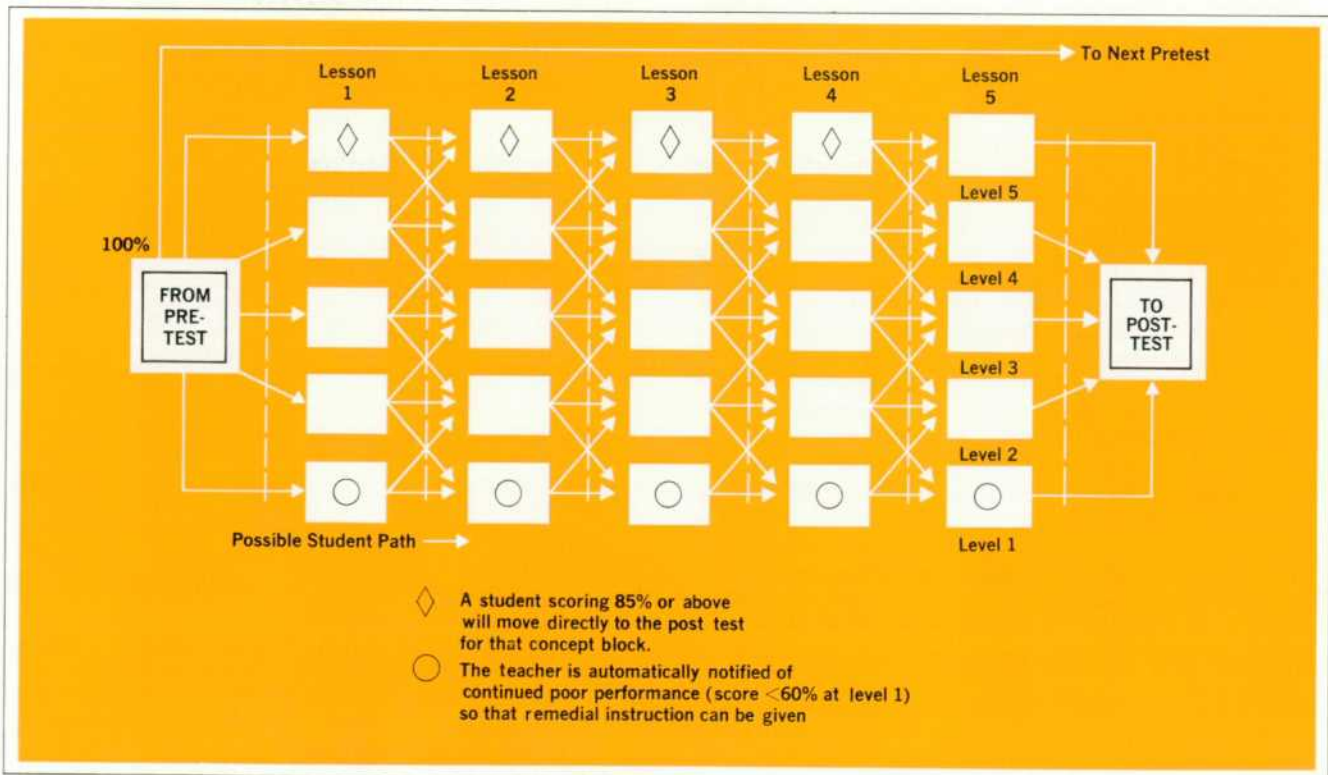 To Next Pretest
Lesson
1
Lesson
2
Lesson
3
Lesson
4
Lesson
5
100%
FROM
PRE-
TEST
Level 5
Level 4
Level 3
Level 2
Level 1
TO
POST-
TEST
Possible Student Path
A student scoring 85% or above
will move directly to the post test
for that concept block.
The teacher is automatically notified of
continued poor performance (score <60% at level 1)
so that remedial instruction can be given